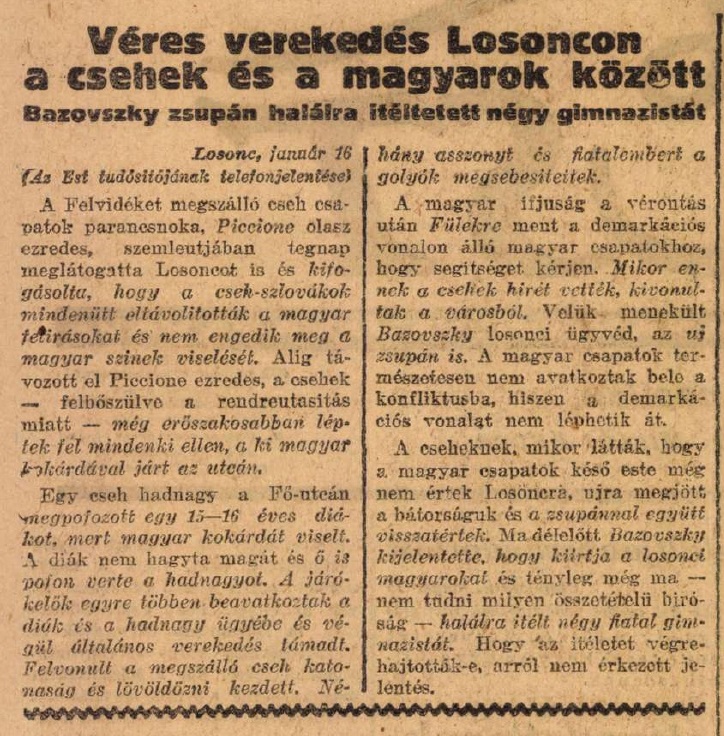 Véres verekedés Losoncon
a csehek és a magyarok között
Bazovszky zsupán halálra itéltetett négy gimnazistát
Losonc, január 16
(Az Est tudósitójának telefonjelentése)
A Felvidéket megszálló cseh csa-
patok parancsnoka, Piccione olasz
ezredes, szemleutjában tegnap
meglátogatta Losoncot is és kifo-
gásolta, hogy a cseh-szlovákok
mindenütt eltávolitották a magyar
felirásokat és nem engedik meg a
magyar szinek viselését. Alig tá-
vozott el Piccione ezredes, a csehek
— felbőszülve a rendreutasitás
miatt — még erőszakosabban lép-
tek fel mindenki ellen, a ki magyar
kokárdával járt az utcán.
Egy cseh hadnagy a Fő-utcán
megpofozott egy 15—16 éves diá-
kot, mert magyar kokárdát viselt.
A diák nem hagyta magát és ő is
pofon verte a hadnagyot. A járó-
kelők egyre többen beavatkoztak a
diák és a hadnagy ügyébe és vé-
gül általános verekedés támadt.
Felvonult a megszálló cseh kato-
naság és lövöldözni kezdett. Né-
hány asszonyt és fiatalembert a
golyók megsebesitettek.
A magyar ifjuság a vérontás
után Fülekre ment a demarkációs
vonalon álló magyar csapatokhoz,
hogy segitséget kérjen. Mikor en-
nek a csehek hirét vették, kivonul-
tak a városból. Velük menekült
Bazovszky losonci ügyvéd, az uj
zsupán is. A magyar csapatok ter-
mészetesen nem avatkoztak bele a
konfliktusba, hiszen a demarká-
ciós vonalat nem léphetik át.
A cseheknek, mikor látták, hogy
a magyar csapatok késő este még
nem értek Losoncra, ujra megjött
a bátorságuk és a zsupánnal együtt
visszatértek. Ma délelőtt Bazovszky
kijelentette, hogy kiirtja a losonci
magyarokat és tényleg még ma —
nem tudni milyen összetételü biró-
ság — halálra itélt négy fiatal gim-
nazistát. Hogy az itéletet végre-
hajtották-e, arról nem érkezett je-
lentés.